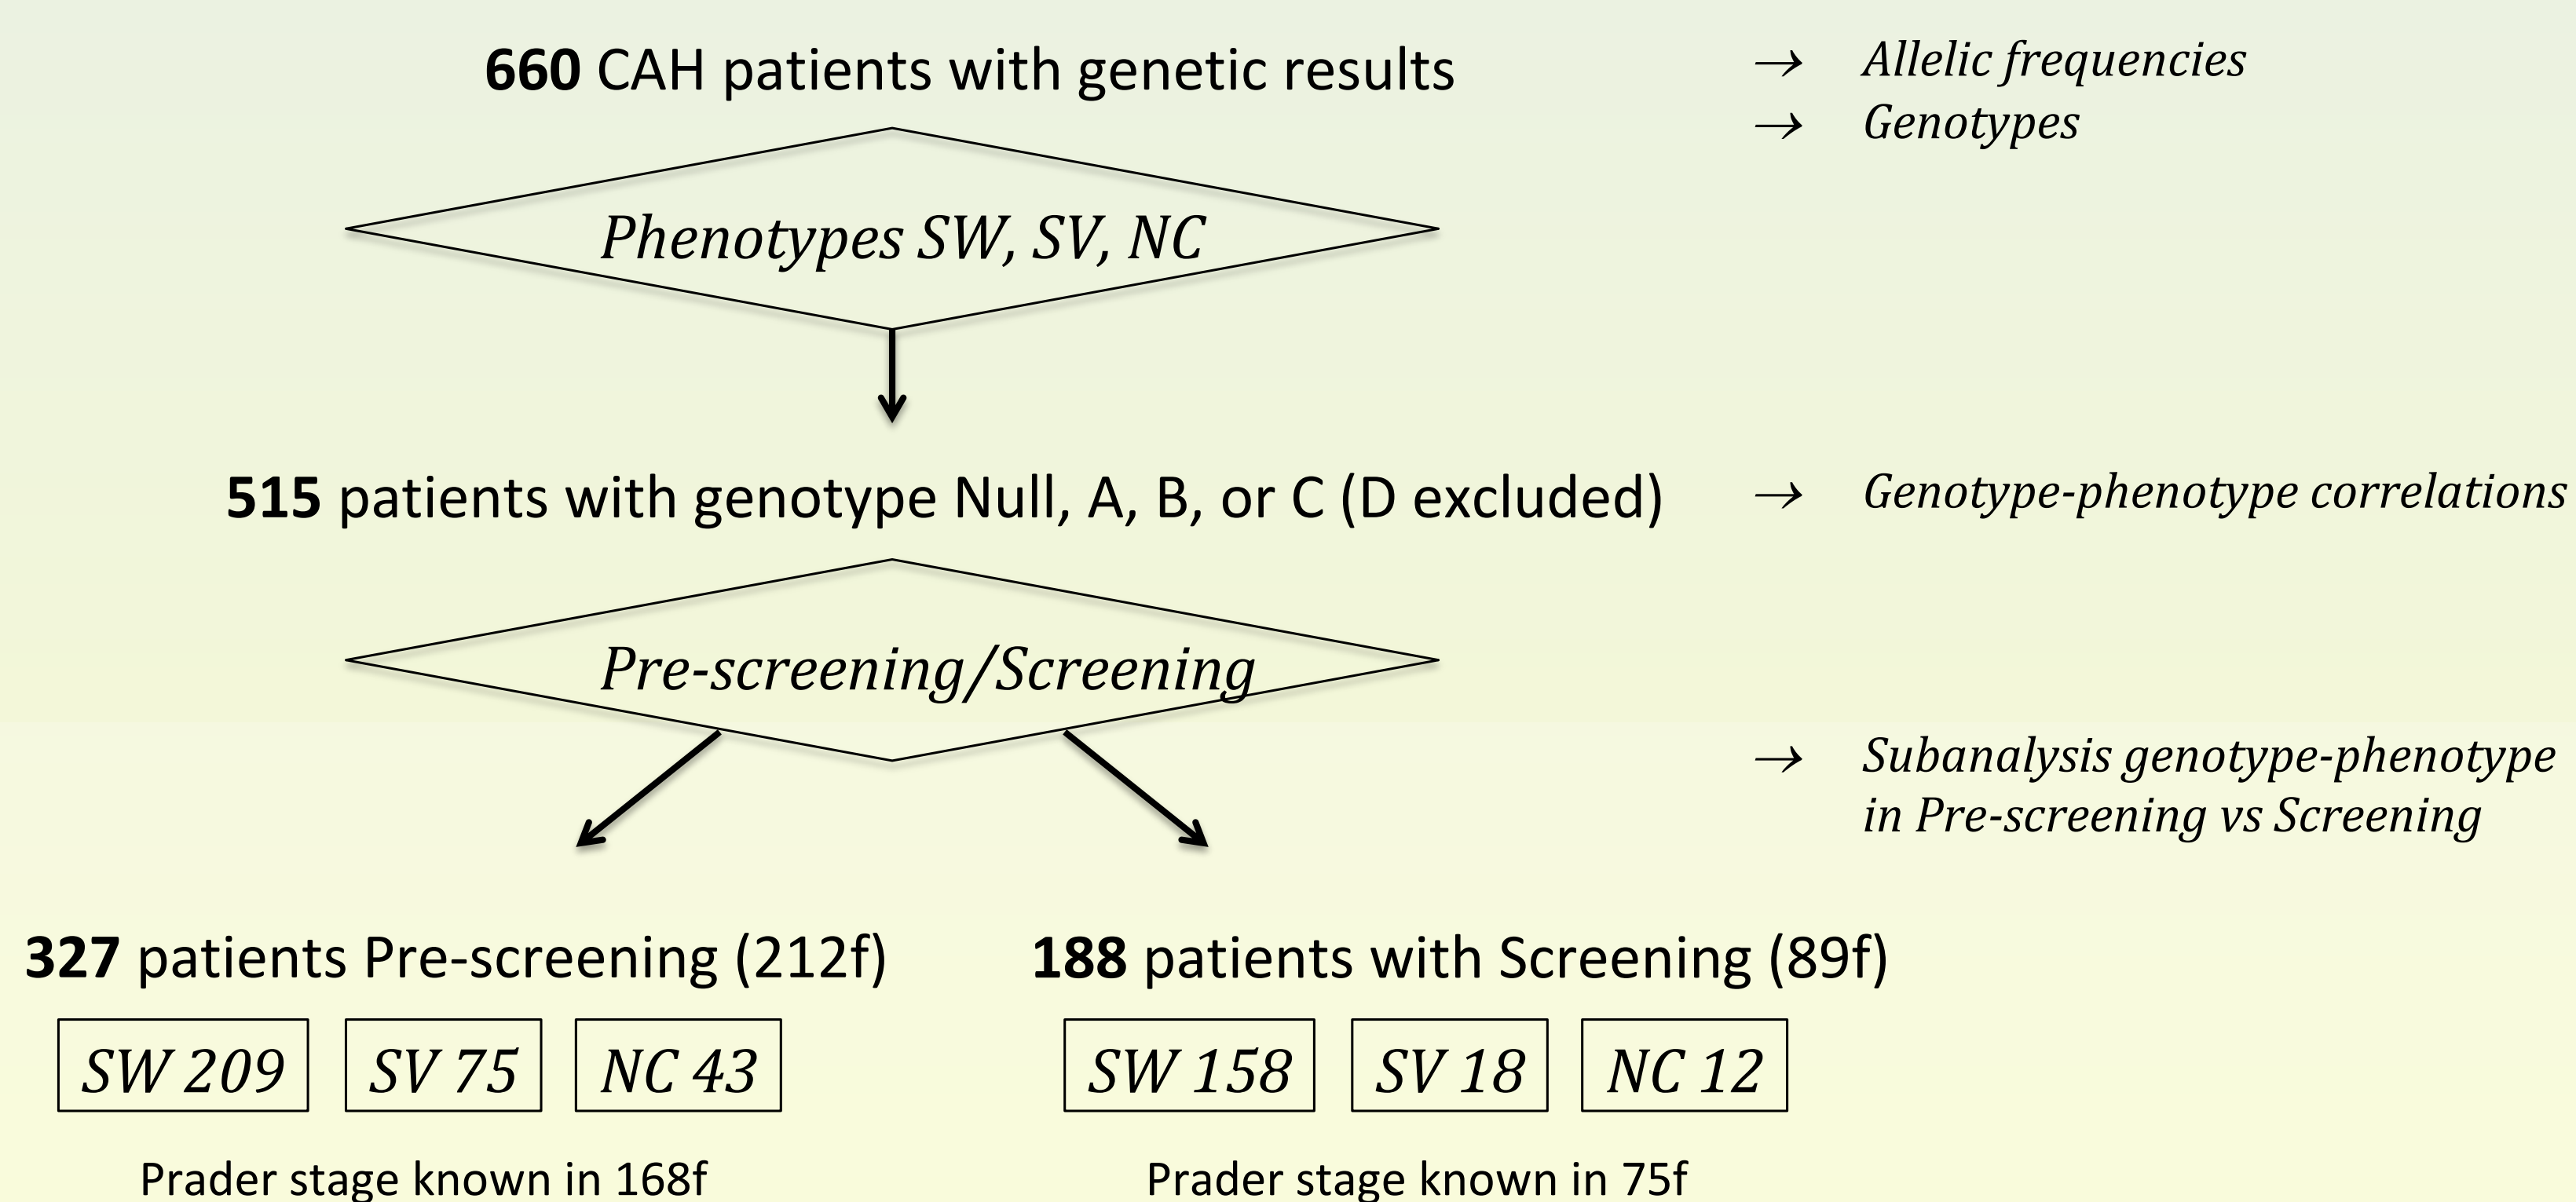 660 CAH patients with genetic results
→ Allelic frequencies
→ Genotypes
Phenotypes SW, SV, NC
515 patients with genotype Null, A, B, or C (D excluded)
→ Genotype-phenotype correlations
Pre-screening/Screening
→ Subanalysis genotype-phenotype
in Pre-screening vs Screening
327 patients Pre-screening (212f)
188 patients with Screening (89f)
SW 209
SV 75
NC 43
SW 158
SV 18
NC 12
Prader stage known in 168f
Prader stage known in 75f